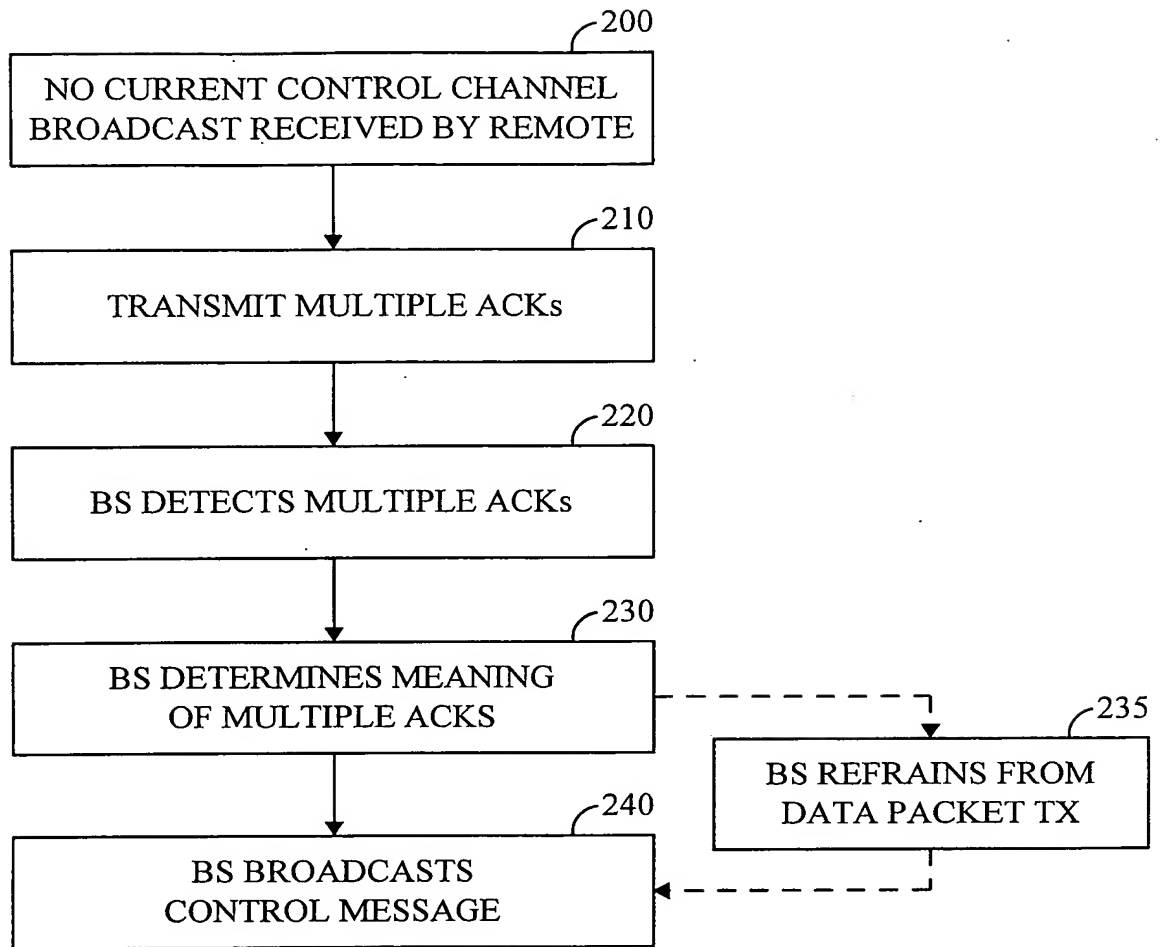 200
NO CURRENT CONTROL CHANNEL
BROADCAST RECEIVED BY REMOTE
210
TRANSMIT MULTIPLE ACKs
220
BS DETECTS MULTIPLE ACKs
230
BS DETERMINES MEANING
OF MULTIPLE ACKS
235
BS REFRAINS FROM
DATA PACKET TX
240
BS BROADCASTS
CONTROL MESSAGE